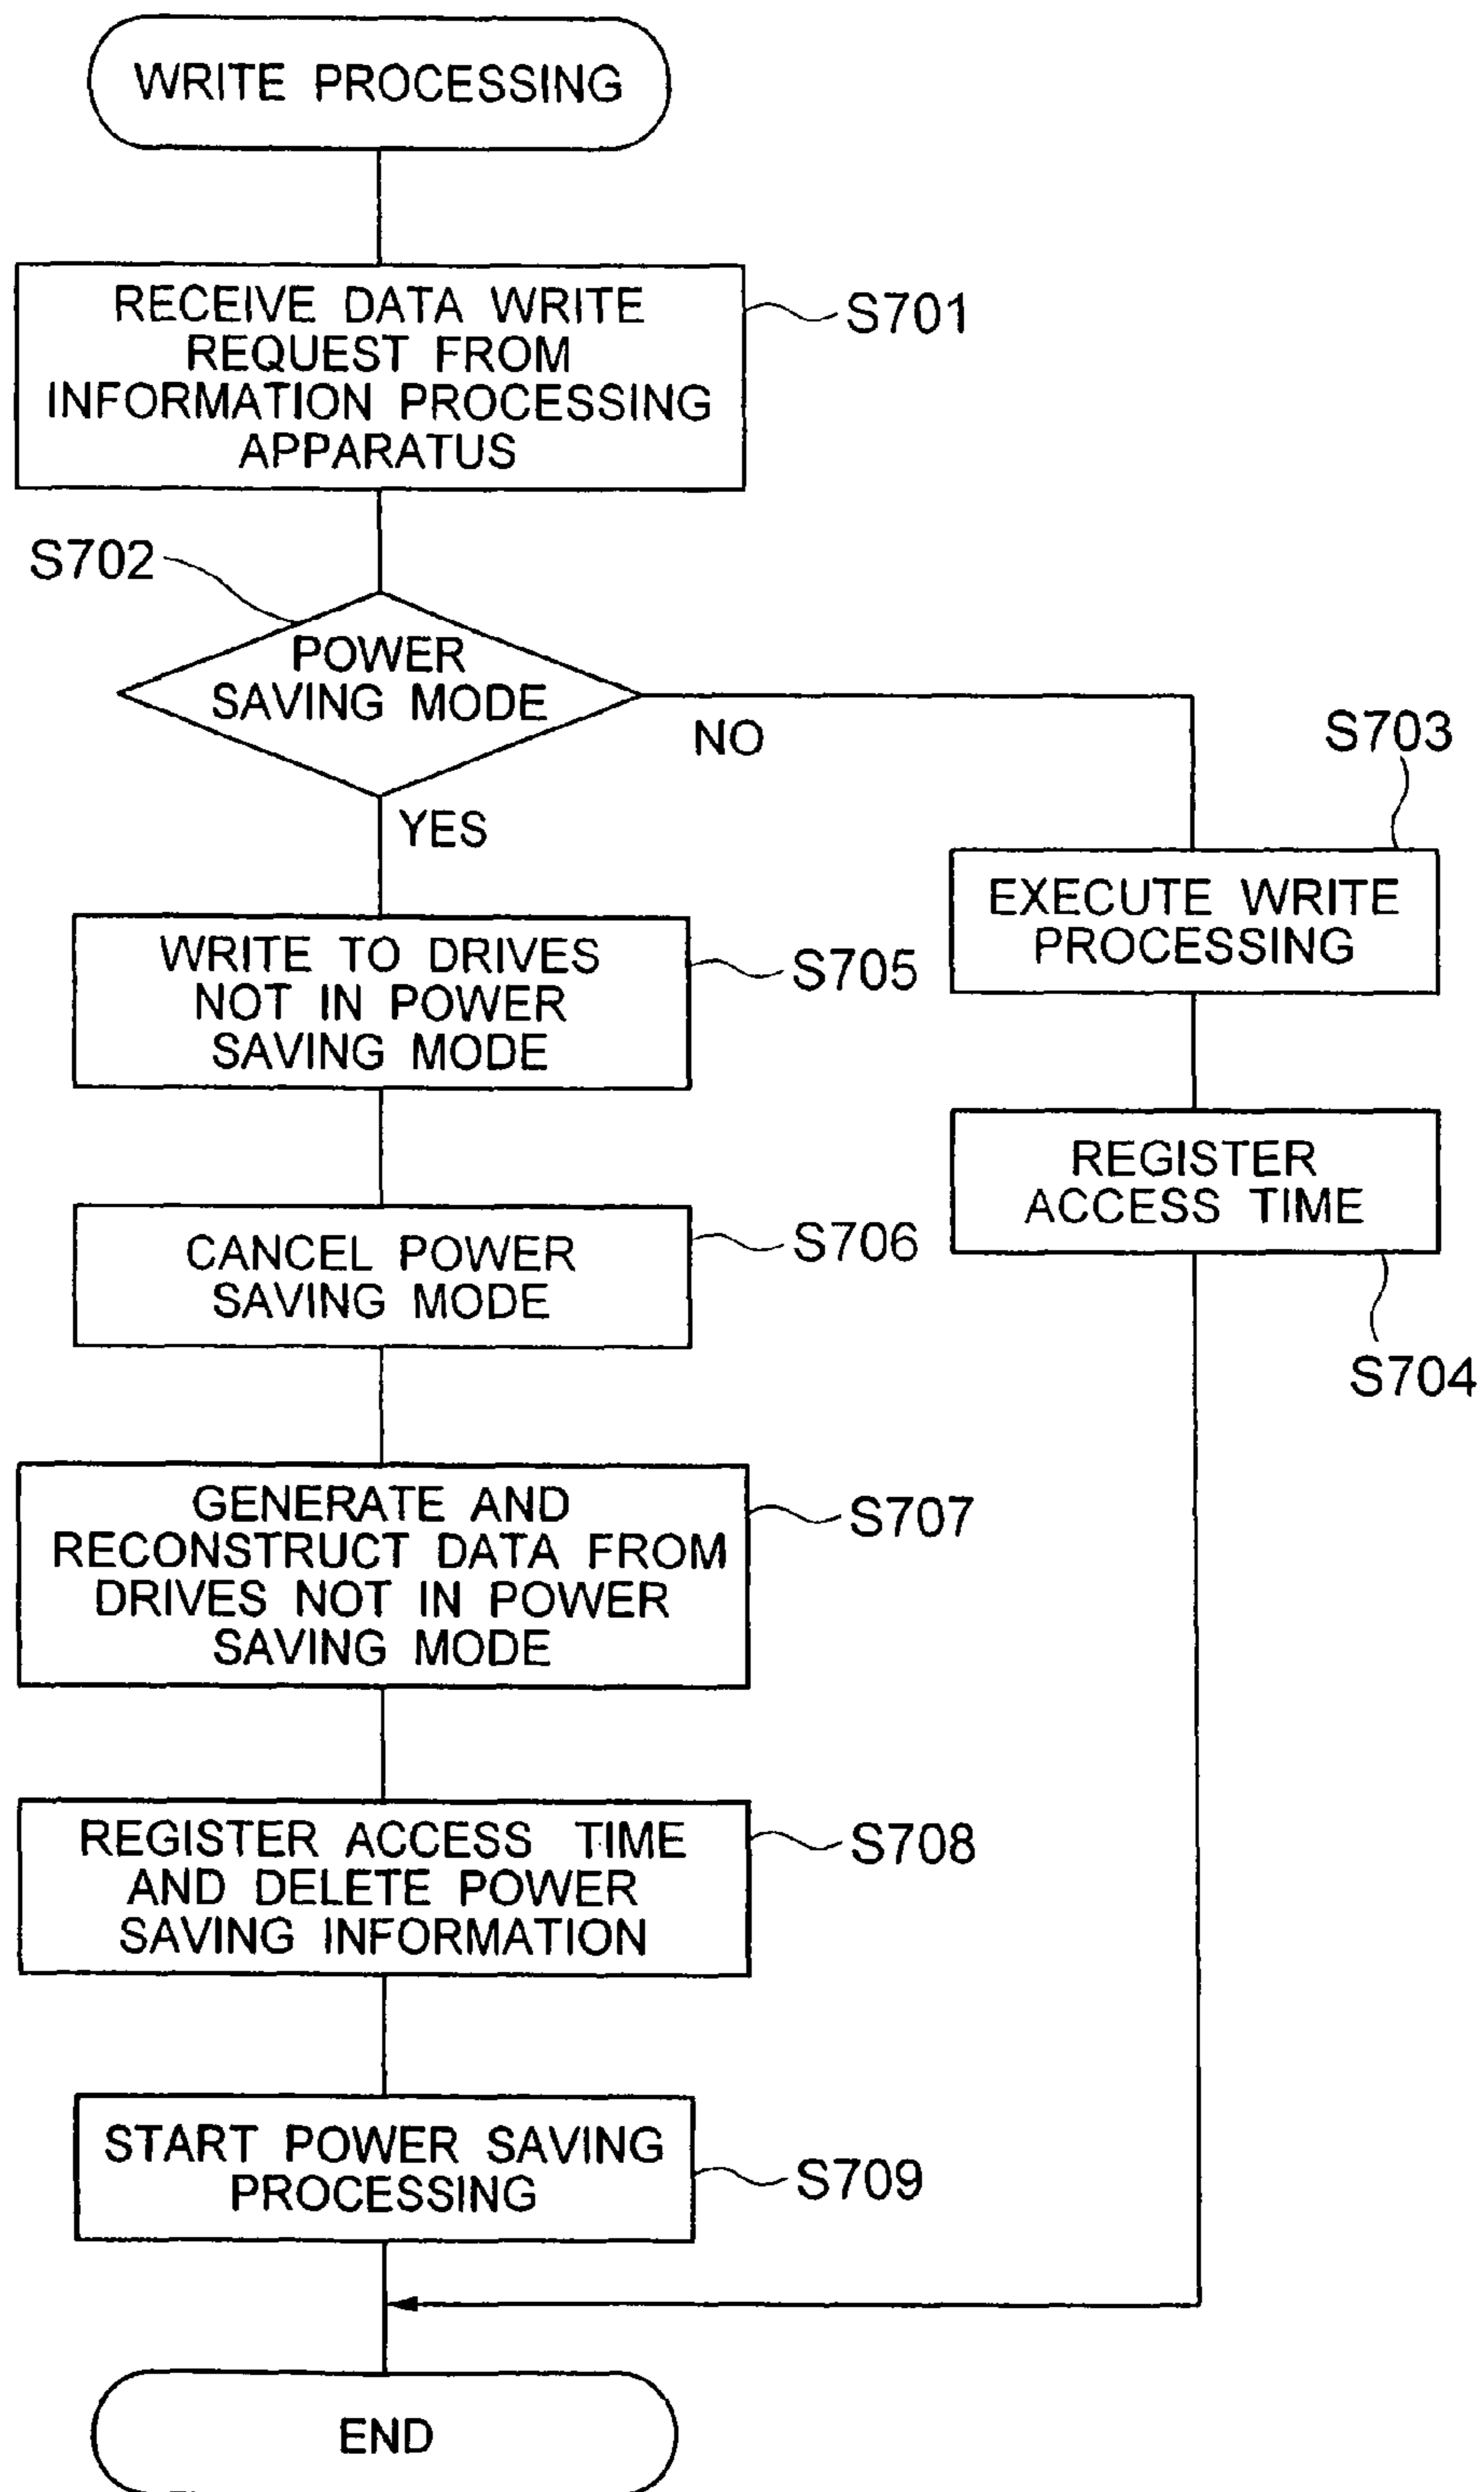 WRITE PROCESSING
RECEIVE DATA WRITE
REQUEST FROM
INFORMATION PROCESSING
APPARATUS
S701
S702
POWER
SAVING MODE
NO
YES
S703
EXECUTE WRITE
PROCESSING
WRITE TO DRIVES
NOT IN POWER
SAVING MODE
S705
REGISTER
ACCESS TIME
S704
CANCEL POWER
SAVING MODE
S706
GENERATE AND
RECONSTRUCT DATA FROM
DRIVES NOT IN POWER
SAVING MODE
S707
REGISTER ACCESS TIME
AND DELETE POWER
SAVING INFORMATION
S708
START POWER SAVING
PROCESSING
S709
END